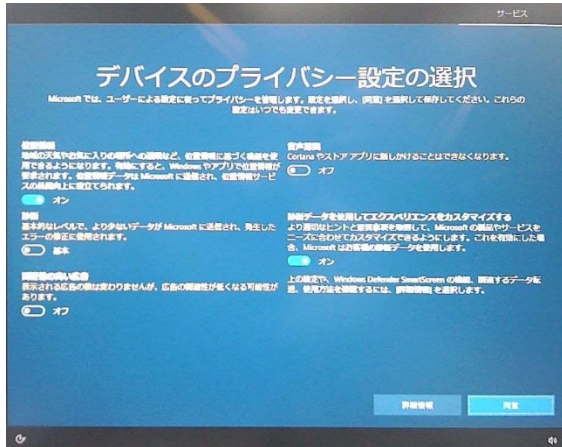 サービス
デバイスのプライバシー設定の選択
Microsoft では、ユーザーによる設定に従ってプライバシーを管理します。設定を選択し、[同意] を選択して保存してください。これらの
設定はいつでも変更できます。
位置情報
地域の天気やお気に入りの場所への道順など、位置情報に基づく機能を使
用できるようになります。有効にすると、Windows やアプリで位置情報が
要求されます。位置情報データは Microsoft に送信され、位置情報サービ
スの品質向上に役立てられます。
オン
診断
基本的なレベルで、より少ないデータが Microsoft に送信され、発生した
エラーの修正に使用されます。
基本
関連性の高い広告
表示される広告の数は変わりませんが、広告の関連性が低くなる可能性が
あります。
オフ
音声認識
Cortana やストア アプリに話しかけることはできなくなります。
オフ
診断データを使用してエクスペリエンスをカスタマイズする
より適切なヒントと推奨事項を取得して、Microsoft の製品やサービスを
ニーズに合わせてカスタマイズできるようにします。これを有効にした場
合、Microsoft はお客様の診断データを使用します。
オン
上の設定や、Windows Defender SmartScreen の機能、関連するデータ転
送、使用方法を確認するには、[詳細情報] を選択します。
詳細情報
同意